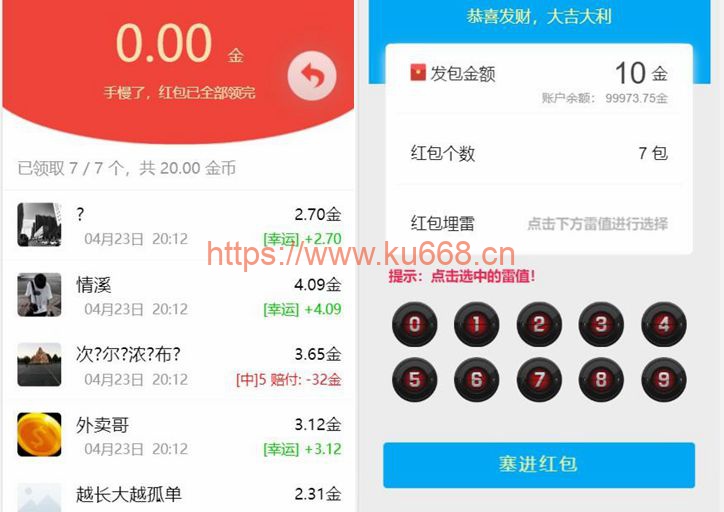 0.00 金
手慢了，红包已全部领完
已领取 7 / 7 个，共 20.00 金币
? 2.70金
04月23日 20:12 [幸运] +2.70
情溪 4.09金
04月23日 20:12 [幸运] +4.09
次?尔?浓?布? 3.65金
04月23日 20:12 [中]5 赔付: -32金
外卖哥 3.12金
04月23日 20:12 [幸运] +3.12
越长大越孤单 2.31金
恭喜发财，大吉大利
发包金额 10 金
账户余额： 99973.75金
红包个数 7 包
红包埋雷 点击下方雷值进行选择
提示：点击选中的雷值!
0 1 2 3 4
5 6 7 8 9
塞进红包
https://www.ku668.cn